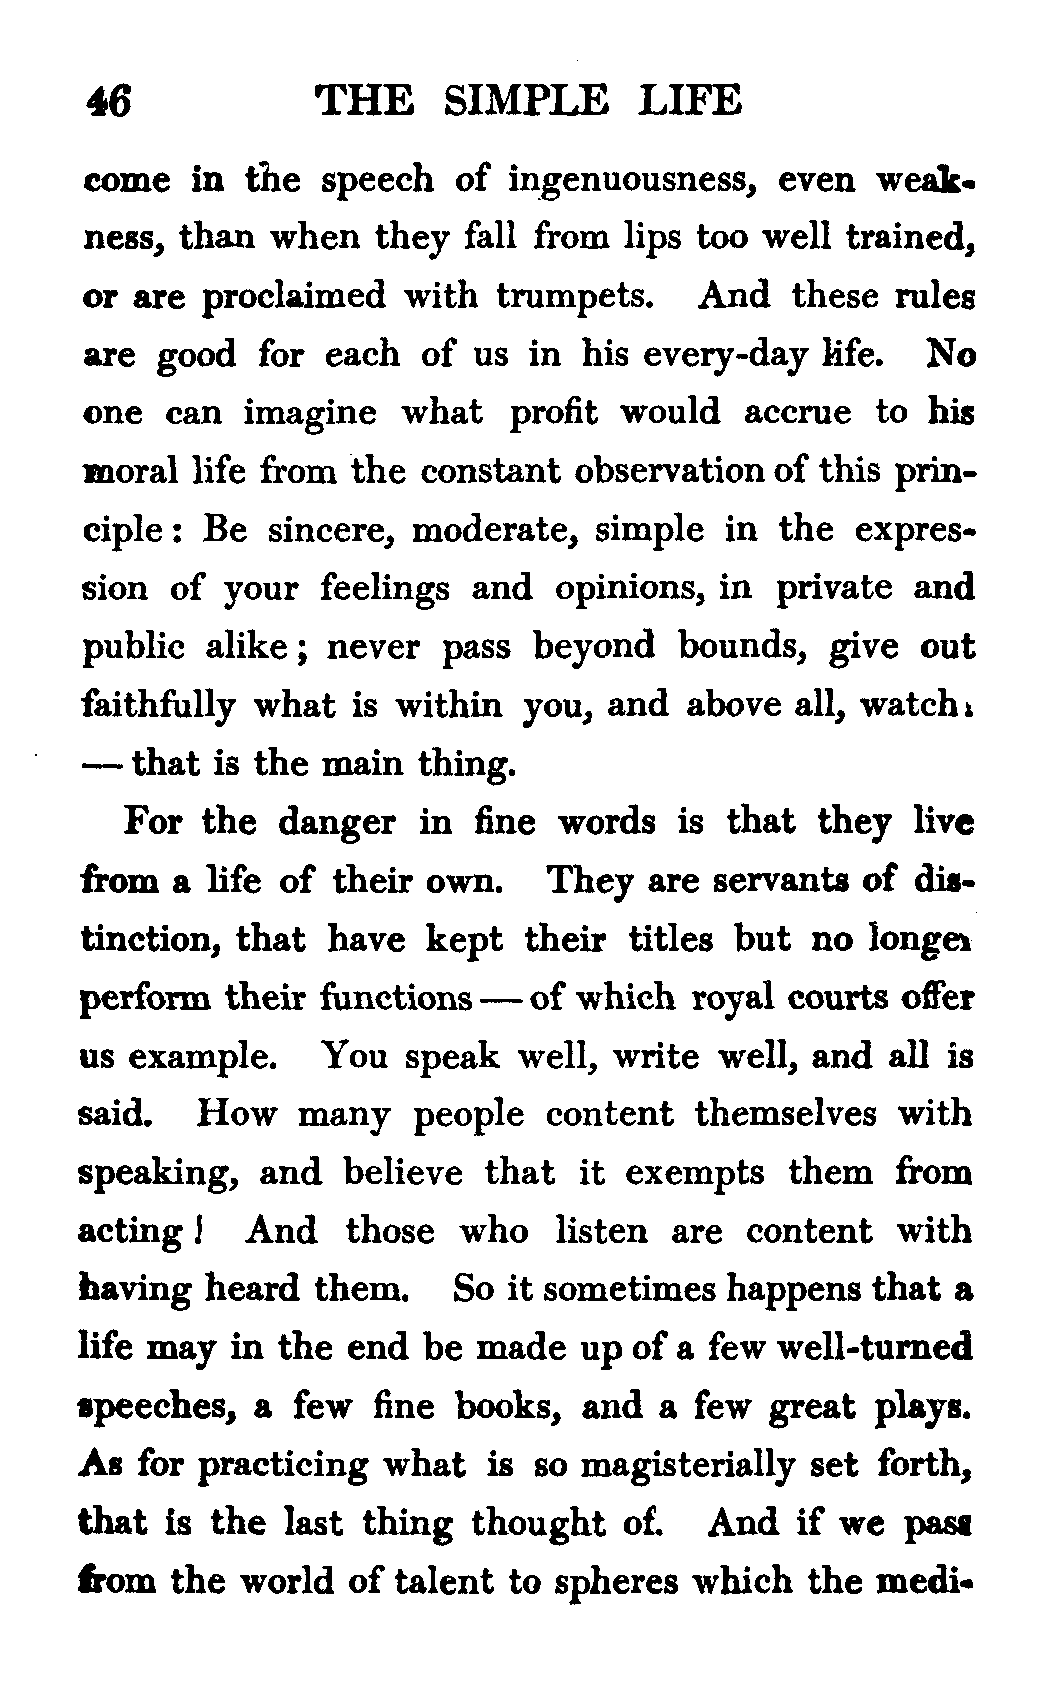 46 THE SIMPLE LIFE
come in the speech of ingenuousness, even weak-
ness, than when they fall from lips too well trained,
or are proclaimed with trumpets. And these rules
are good for each of us in his every-day life. No
one can imagine what profit would accrue to his
moral life from the constant observation of this prin-
ciple: Be sincere, moderate, simple in the expres-
sion of your feelings and opinions, in private and
public alike; never pass beyond bounds, give out
faithfully what is within you, and above all, watch!
— that is the main thing.
For the danger in fine words is that they live
from a life of their own. They are servants of dis-
tinction, that have kept their titles but no longer
perform their functions — of which royal courts offer
us example. You speak well, write well, and all is
said. How many people content themselves with
speaking, and believe that it exempts them from
acting! And those who listen are content with
having heard them. So it sometimes happens that a
life may in the end be made up of a few well-turned
speeches, a few fine books, and a few great plays.
As for practicing what is so magisterially set forth,
that is the last thing thought of. And if we pass
from the world of talent to spheres which the medi-